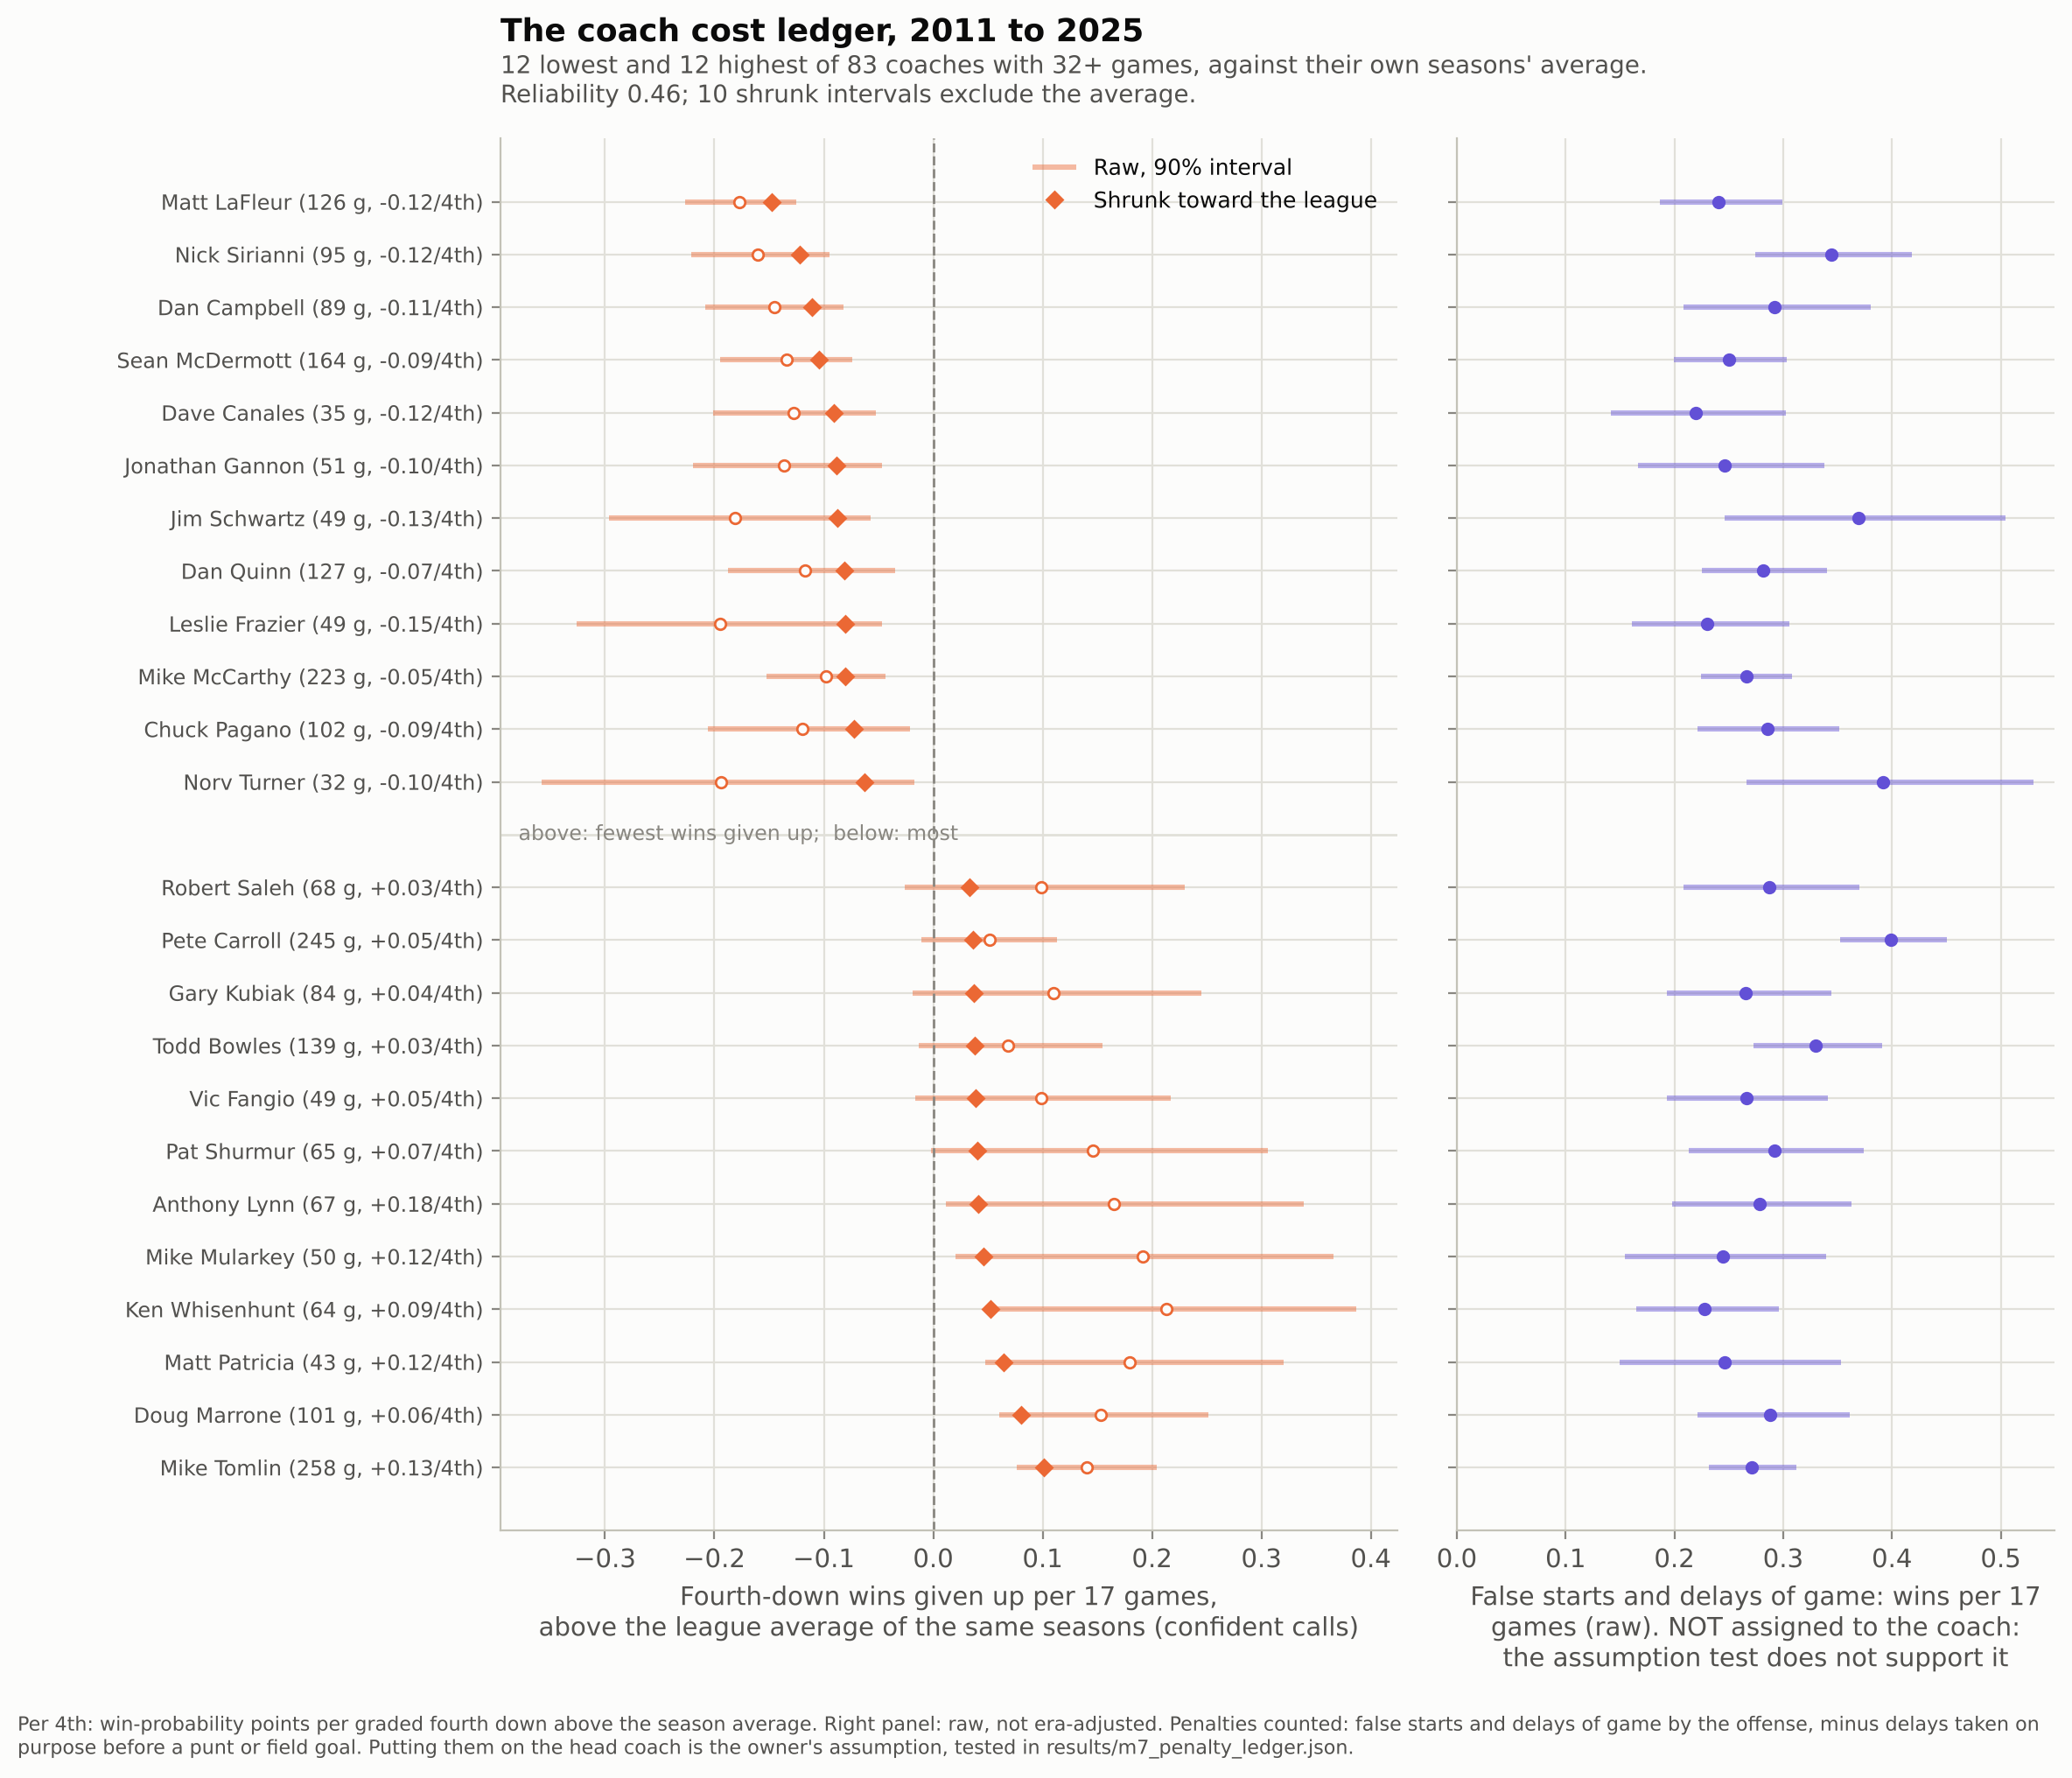 The coach cost ledger, 2011 to 2025
12 lowest and 12 highest of 83 coaches with 32+ games, against their own seasons' average.
Reliability 0.46; 10 shrunk intervals exclude the average.
Raw, 90% interval
Shrunk toward the league
Matt LaFleur (126 g, -0.12/4th)
Nick Sirianni (95 g, -0.12/4th)
Dan Campbell (89 g, -0.11/4th)
Sean McDermott (164 g, -0.09/4th)
Dave Canales (35 g, -0.12/4th)
Jonathan Gannon (51 g, -0.10/4th)
Jim Schwartz (49 g, -0.13/4th)
Dan Quinn (127 g, -0.07/4th)
Leslie Frazier (49 g, -0.15/4th)
Mike McCarthy (223 g, -0.05/4th)
Chuck Pagano (102 g, -0.09/4th)
Norv Turner (32 g, -0.10/4th)
above: fewest wins given up;  below: most
Robert Saleh (68 g, +0.03/4th)
Pete Carroll (245 g, +0.05/4th)
Gary Kubiak (84 g, +0.04/4th)
Todd Bowles (139 g, +0.03/4th)
Vic Fangio (49 g, +0.05/4th)
Pat Shurmur (65 g, +0.07/4th)
Anthony Lynn (67 g, +0.18/4th)
Mike Mularkey (50 g, +0.12/4th)
Ken Whisenhunt (64 g, +0.09/4th)
Matt Patricia (43 g, +0.12/4th)
Doug Marrone (101 g, +0.06/4th)
Mike Tomlin (258 g, +0.13/4th)
−0.3 −0.2 −0.1 0.0 0.1 0.2 0.3 0.4
Fourth-down wins given up per 17 games,
above the league average of the same seasons (confident calls)
0.0 0.1 0.2 0.3 0.4 0.5
False starts and delays of game: wins per 17
games (raw). NOT assigned to the coach:
the assumption test does not support it
Per 4th: win-probability points per graded fourth down above the season average. Right panel: raw, not era-adjusted. Penalties counted: false starts and delays of game by the offense, minus delays taken on
purpose before a punt or field goal. Putting them on the head coach is the owner's assumption, tested in results/m7_penalty_ledger.json.